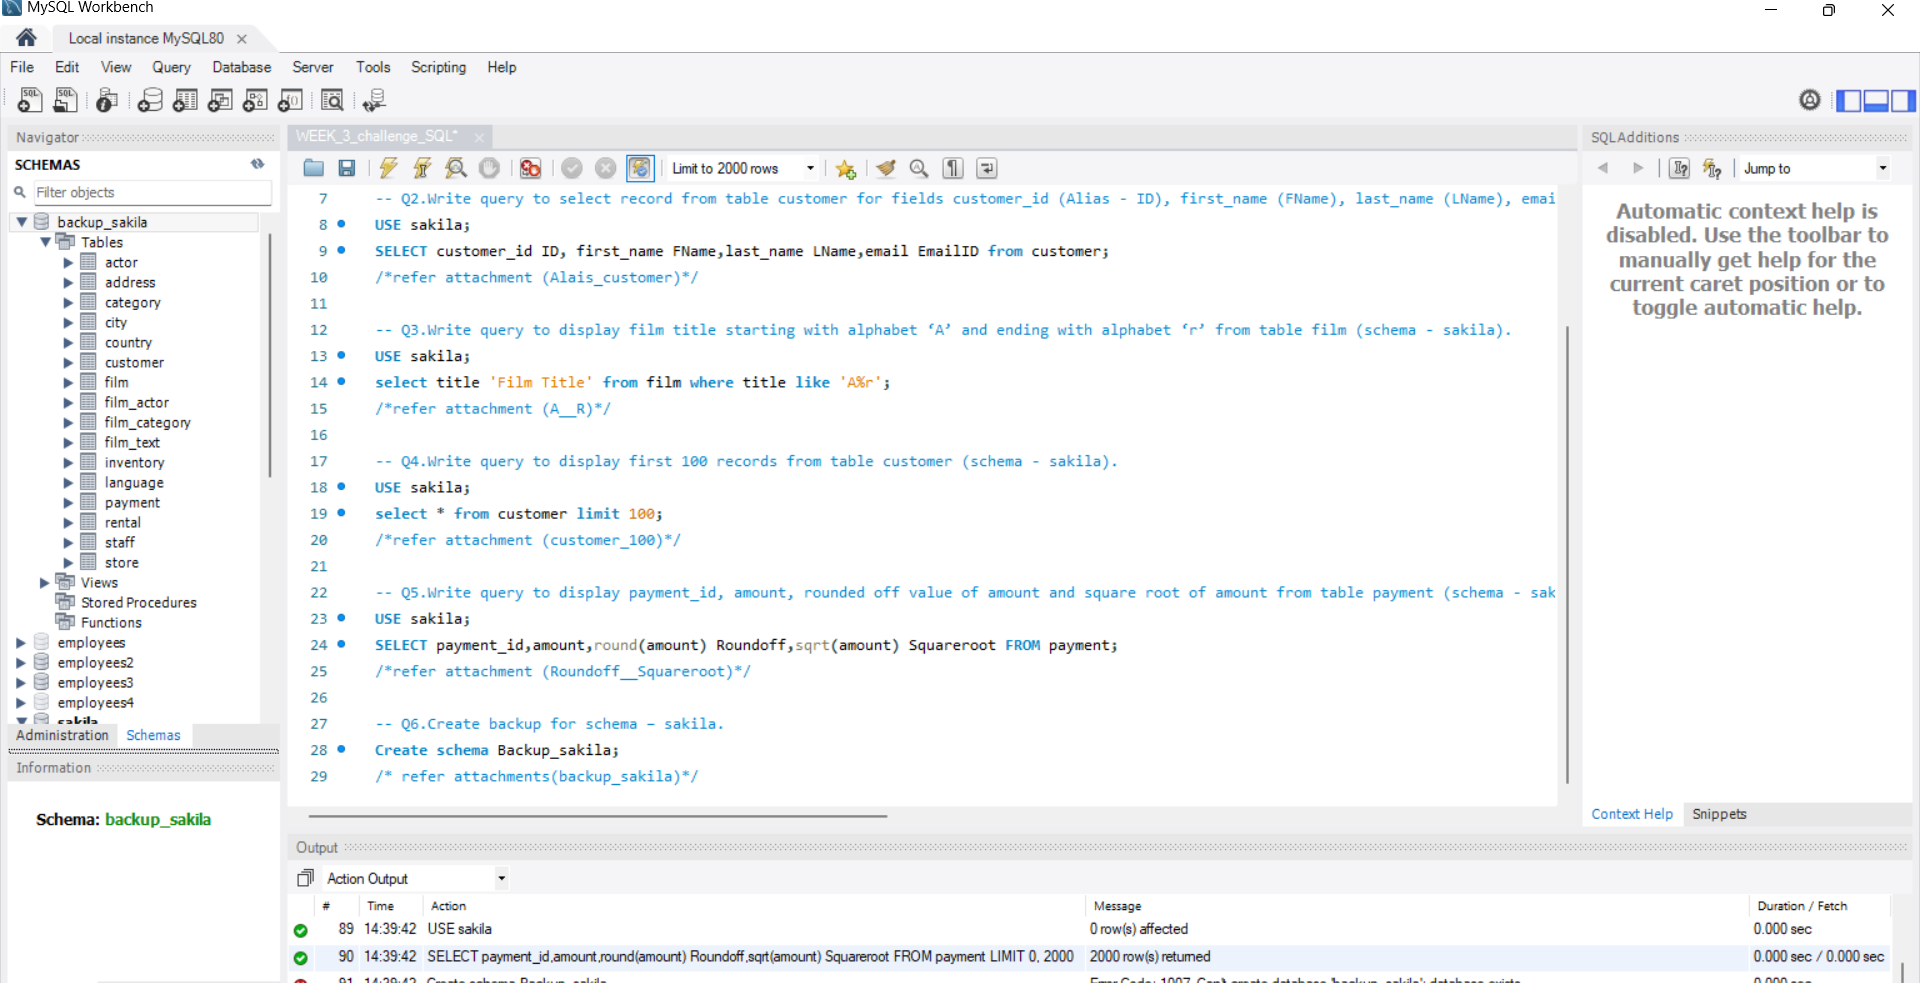 MySQL Workbench
Local instance MySQL80
File Edit View Query Database Server Tools Scripting Help
Navigator
SCHEMAS
Filter objects
backup_sakila
Tables
actor
address
category
city
country
customer
film
film_actor
film_category
film_text
inventory
language
payment
rental
staff
store
Views
Stored Procedures
Functions
employees
employees2
employees3
employees4
sakila
Administration Schemas
Information
Schema: backup_sakila
WEEK_3_challenge_SQL*
Limit to 2000 rows
7 -- Q2.Write query to select record from table customer for fields customer_id (Alias - ID), first_name (FName), last_name (LName), emai
8 USE sakila;
9 SELECT customer_id ID, first_name FName,last_name LName,email EmailID from customer;
10 /*refer attachment (Alais_customer)*/
11
12 -- Q3.Write query to display film title starting with alphabet ‘A’ and ending with alphabet ‘r’ from table film (schema - sakila).
13 USE sakila;
14 select title 'Film Title' from film where title like 'A%r';
15 /*refer attachment (A__R)*/
16
17 -- Q4.Write query to display first 100 records from table customer (schema - sakila).
18 USE sakila;
19 select * from customer limit 100;
20 /*refer attachment (customer_100)*/
21
22 -- Q5.Write query to display payment_id, amount, rounded off value of amount and square root of amount from table payment (schema - sak
23 USE sakila;
24 SELECT payment_id,amount,round(amount) Roundoff,sqrt(amount) Squareroot FROM payment;
25 /*refer attachment (Roundoff__Squareroot)*/
26
27 -- Q6.Create backup for schema – sakila.
28 Create schema Backup_sakila;
29 /* refer attachments(backup_sakila)*/
SQLAdditions
Jump to
Automatic context help is
disabled. Use the toolbar to
manually get help for the
current caret position or to
toggle automatic help.
Context Help Snippets
Output
Action Output
# Time Action Message Duration / Fetch
89 14:39:42 USE sakila 0 row(s) affected 0.000 sec
90 14:39:42 SELECT payment_id,amount,round(amount) Roundoff,sqrt(amount) Squareroot FROM payment LIMIT 0, 2000 2000 row(s) returned 0.000 sec / 0.000 sec
91 14:39:42 Create schema Backup_sakila Error Code: 1007. Can't create database 'backup_sakila'; database exists 0.000 sec